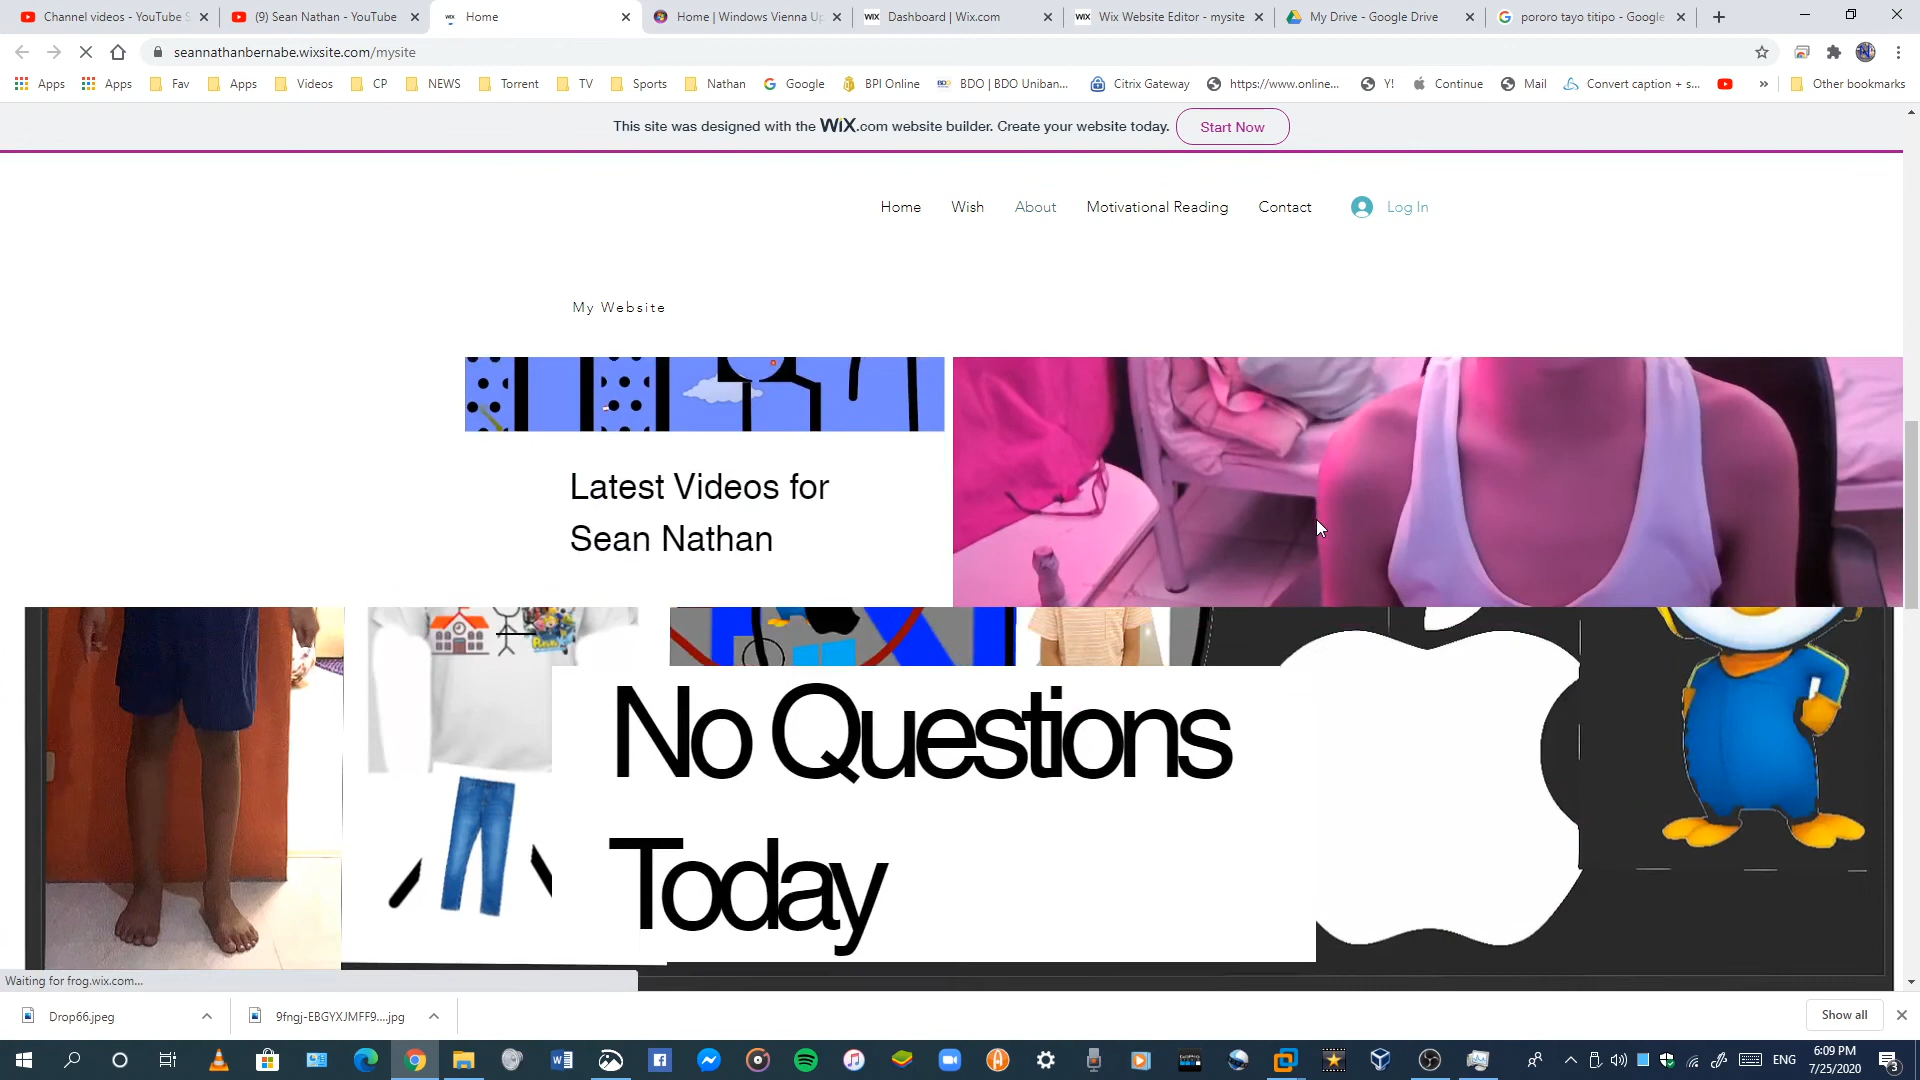 Channel videos - YouTube S
(9) Sean Nathan - YouTube
Home
Home | Windows Vienna Up
Dashboard | Wix.com
Wix Website Editor - mysite
My Drive - Google Drive
pororo tayo titipo - Google
seannathanbernabe.wixsite.com/mysite
Apps Apps Fav Apps Videos CP NEWS Torrent TV Sports Nathan Google BPI Online BDO | BDO Uniban... Citrix Gateway https://www.online... Y! Continue Mail Convert caption + s... » Other bookmarks
This site was designed with the WiX.com website builder. Create your website today. Start Now
Home Wish About Motivational Reading Contact Log In
My Website
Latest Videos for
Sean Nathan
No Questions
Today
Waiting for frog.wix.com...
Drop66.jpeg
9fngj-EBGYXJMFF9....jpg
Show all
ENG
6:09 PM
7/25/2020
3